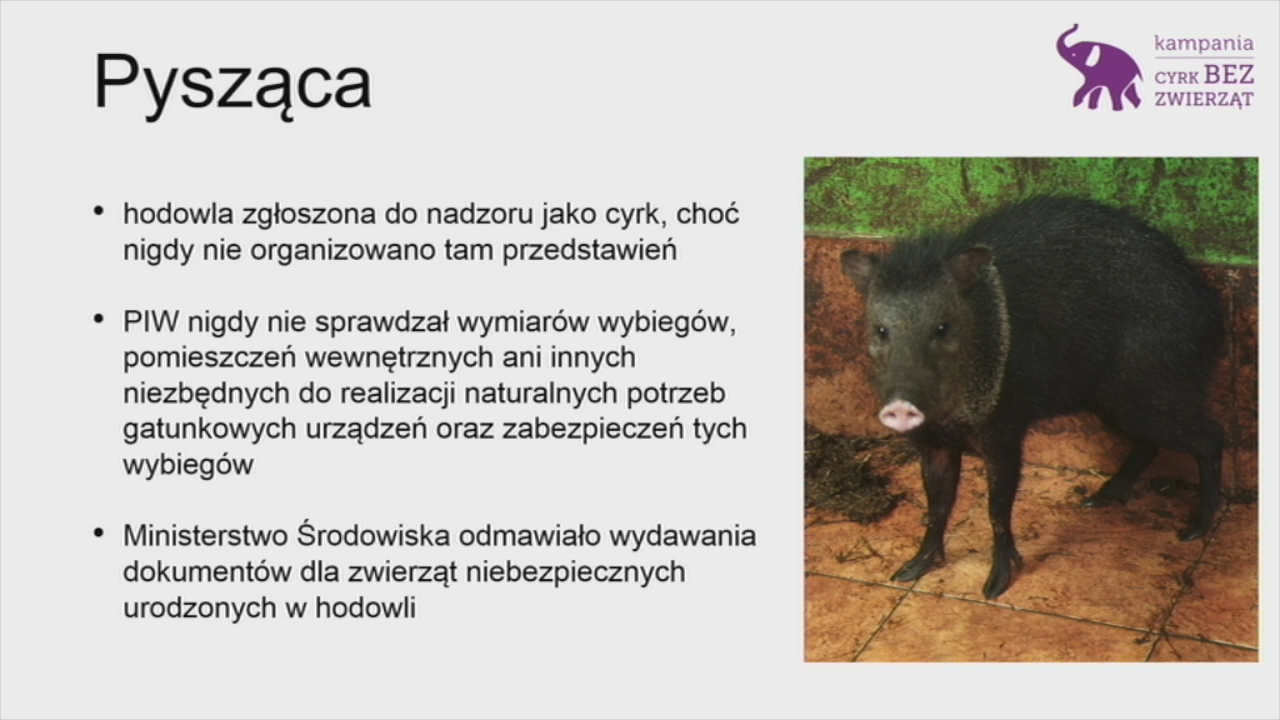 Pysząca
kampania
CYRK BEZ
ZWIERZĄT
• hodowla zgłoszona do nadzoru jako cyrk, choć
nigdy nie organizowano tam przedstawień
• PIW nigdy nie sprawdzał wymiarów wybiegów,
pomieszczeń wewnętrznych ani innych
niezbędnych do realizacji naturalnych potrzeb
gatunkowych urządzeń oraz zabezpieczeń tych
wybiegów
• Ministerstwo Środowiska odmawiało wydawania
dokumentów dla zwierząt niebezpiecznych
urodzonych w hodowli